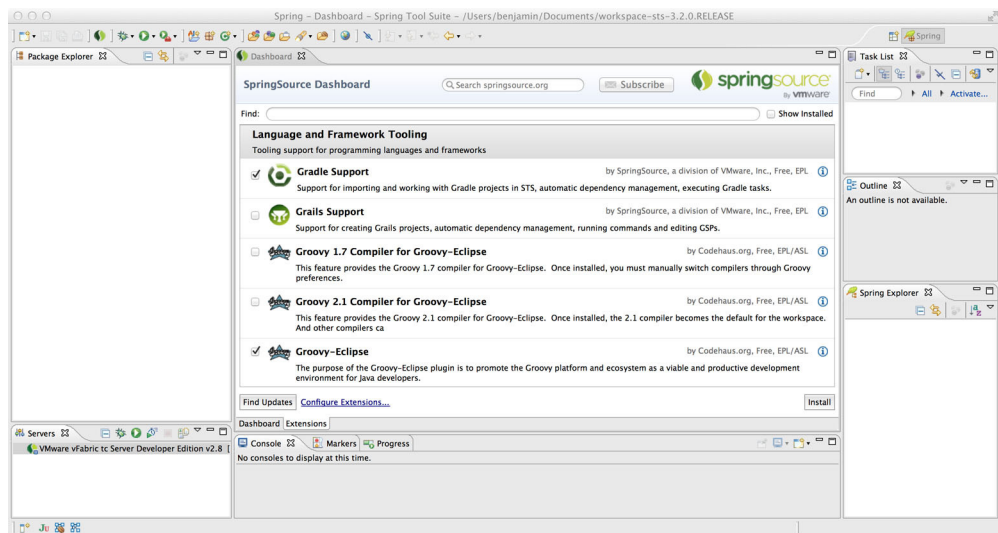 Spring - Dashboard - Spring Tool Suite - /Users/benjamin/Documents/workspace-sts-3.2.0.RELEASE
Spring
Package Explorer
Dashboard
Task List
SpringSource Dashboard
Search springsource.org
Subscribe
springsource
BY vmware
Find
All
Activate...
Find:
Show Installed
Language and Framework Tooling
Tooling support for programming languages and frameworks
Gradle Support
by SpringSource, a division of VMware, Inc., Free, EPL
Support for importing and working with Gradle projects in STS, automatic dependency management, executing Gradle tasks.
Grails Support
by SpringSource, a division of VMware, Inc., Free, EPL
Support for creating Grails projects, automatic dependency management, running commands and editing GSPs.
Groovy 1.7 Compiler for Groovy-Eclipse
by Codehaus.org, Free, EPL/ASL
This feature provides the Groovy 1.7 compiler for Groovy-Eclipse. Once installed, you must manually switch compilers through Groovy
preferences.
Groovy 2.1 Compiler for Groovy-Eclipse
by Codehaus.org, Free, EPL/ASL
This feature provides the Groovy 2.1 compiler for Groovy-Eclipse. Once installed, the 2.1 compiler becomes the default for the workspace.
And other compilers ca
Groovy-Eclipse
by Codehaus.org, Free, EPL/ASL
The purpose of the Groovy-Eclipse plugin is to promote the Groovy platform and ecosystem as a viable and productive development
environment for Java developers.
Find Updates
Configure Extensions...
Install
Dashboard
Extensions
Outline
An outline is not available.
Spring Explorer
Servers
VMware vFabric tc Server Developer Edition v2.8 [
Console
Markers
Progress
No consoles to display at this time.